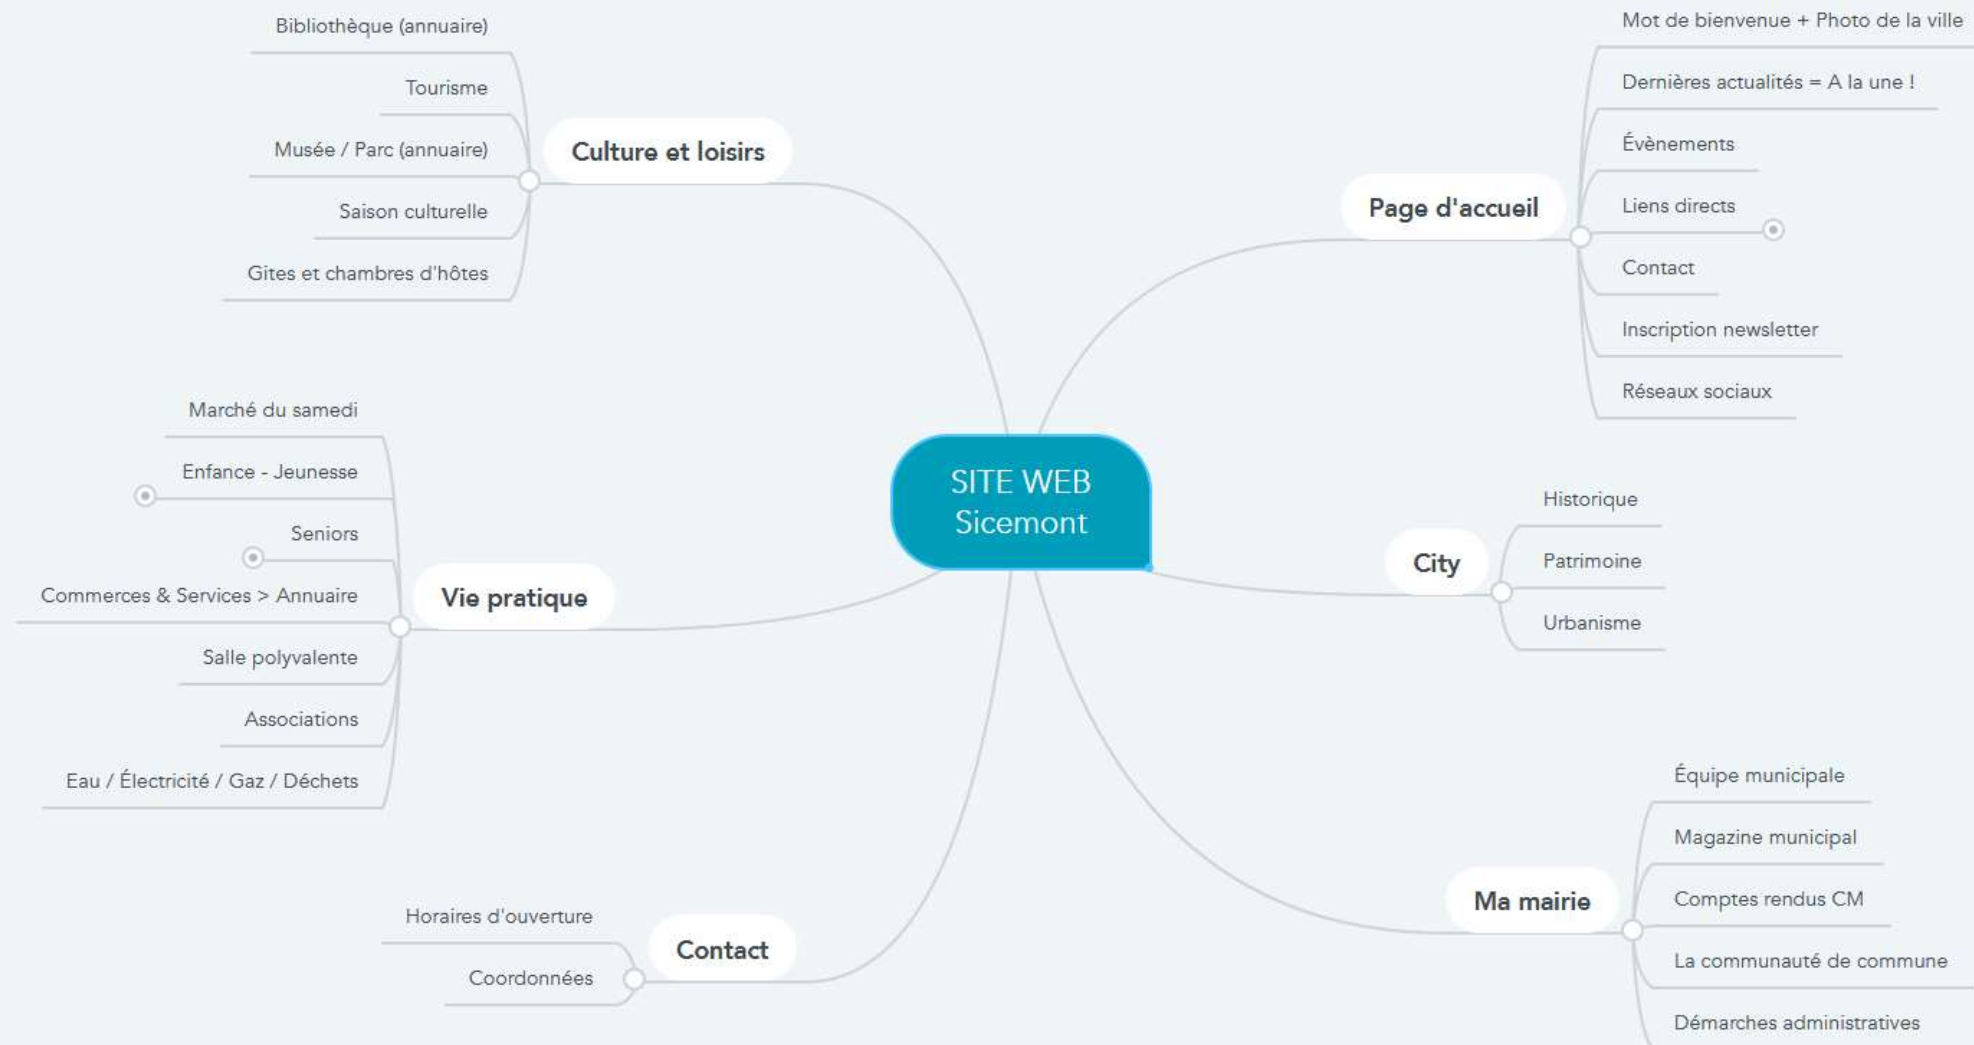 SITE WEB
Sicemont
Page d'accueil
Mot de bienvenue + Photo de la ville
Dernières actualités = A la une !
Évènements
Liens directs
Contact
Inscription newsletter
Réseaux sociaux
City
Historique
Patrimoine
Urbanisme
Ma mairie
Équipe municipale
Magazine municipal
Comptes rendus CM
La communauté de commune
Démarches administratives
Culture et loisirs
Bibliothèque (annuaire)
Tourisme
Musée / Parc (annuaire)
Saison culturelle
Gites et chambres d'hôtes
Vie pratique
Marché du samedi
Enfance - Jeunesse
Seniors
Commerces & Services > Annuaire
Salle polyvalente
Associations
Eau / Électricité / Gaz / Déchets
Contact
Horaires d'ouverture
Coordonnées